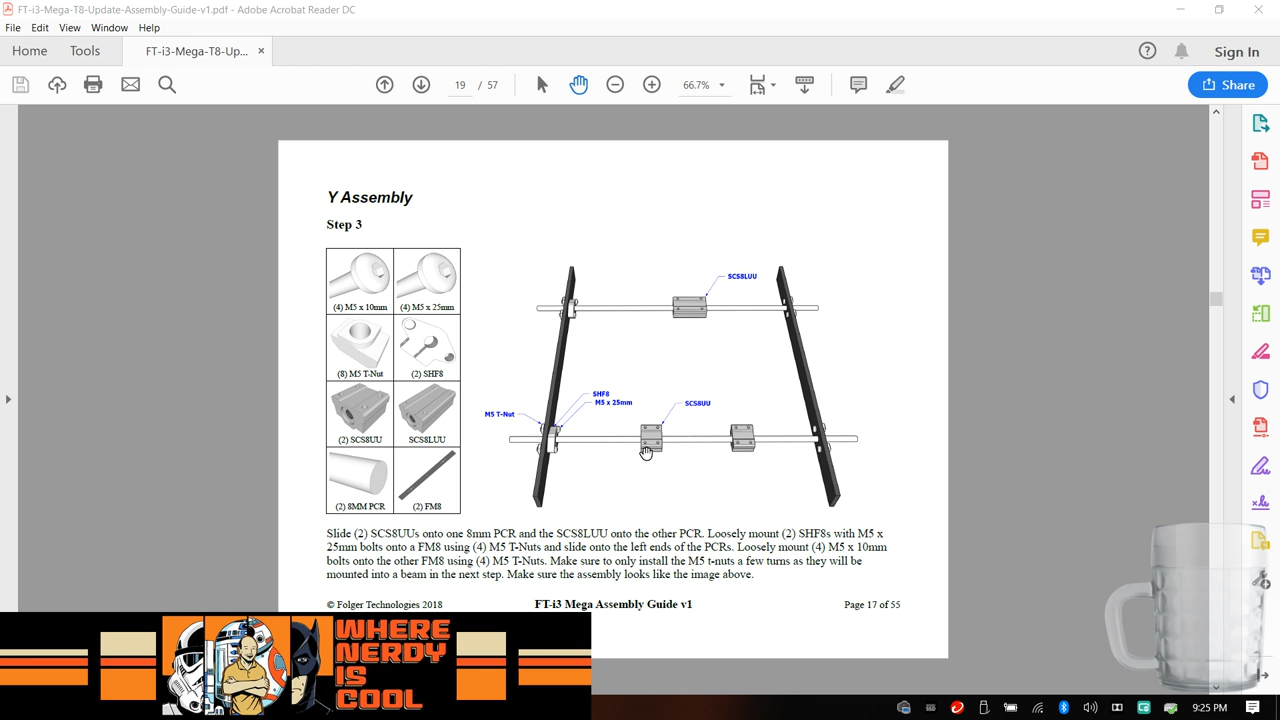 FT-i3-Mega-T8-Update-Assembly-Guide-v1.pdf - Adobe Acrobat Reader DC
File Edit View Window Help
Home Tools FT-i3-Mega-T8-Up... × Sign In
19 / 57 66.7% Share
Y Assembly
Step 3
(4) M5 x 10mm (4) M5 x 25mm
(8) M5 T-Nut (2) SHF8
(2) SCS8UU SCS8LUU
(2) 8MM PCR (2) FM8
SCS8LUU
SHF8
M5 x 25mm
M5 T-Nut
SCS8UU
Slide (2) SCS8UUs onto one 8mm PCR and the SCS8LUU onto the other PCR. Loosely mount (2) SHF8s with M5 x
25mm bolts onto a FM8 using (4) M5 T-Nuts and slide onto the left ends of the PCRs. Loosely mount (4) M5 x 10mm
bolts onto the other FM8 using (4) M5 T-Nuts. Make sure to only install the M5 t-nuts a few turns as they will be
mounted into a beam in the next step. Make sure the assembly looks like the image above.
© Folger Technologies 2018 FT-i3 Mega Assembly Guide v1 Page 17 of 55
WHERE
NERDY
IS
COOL
9:25 PM